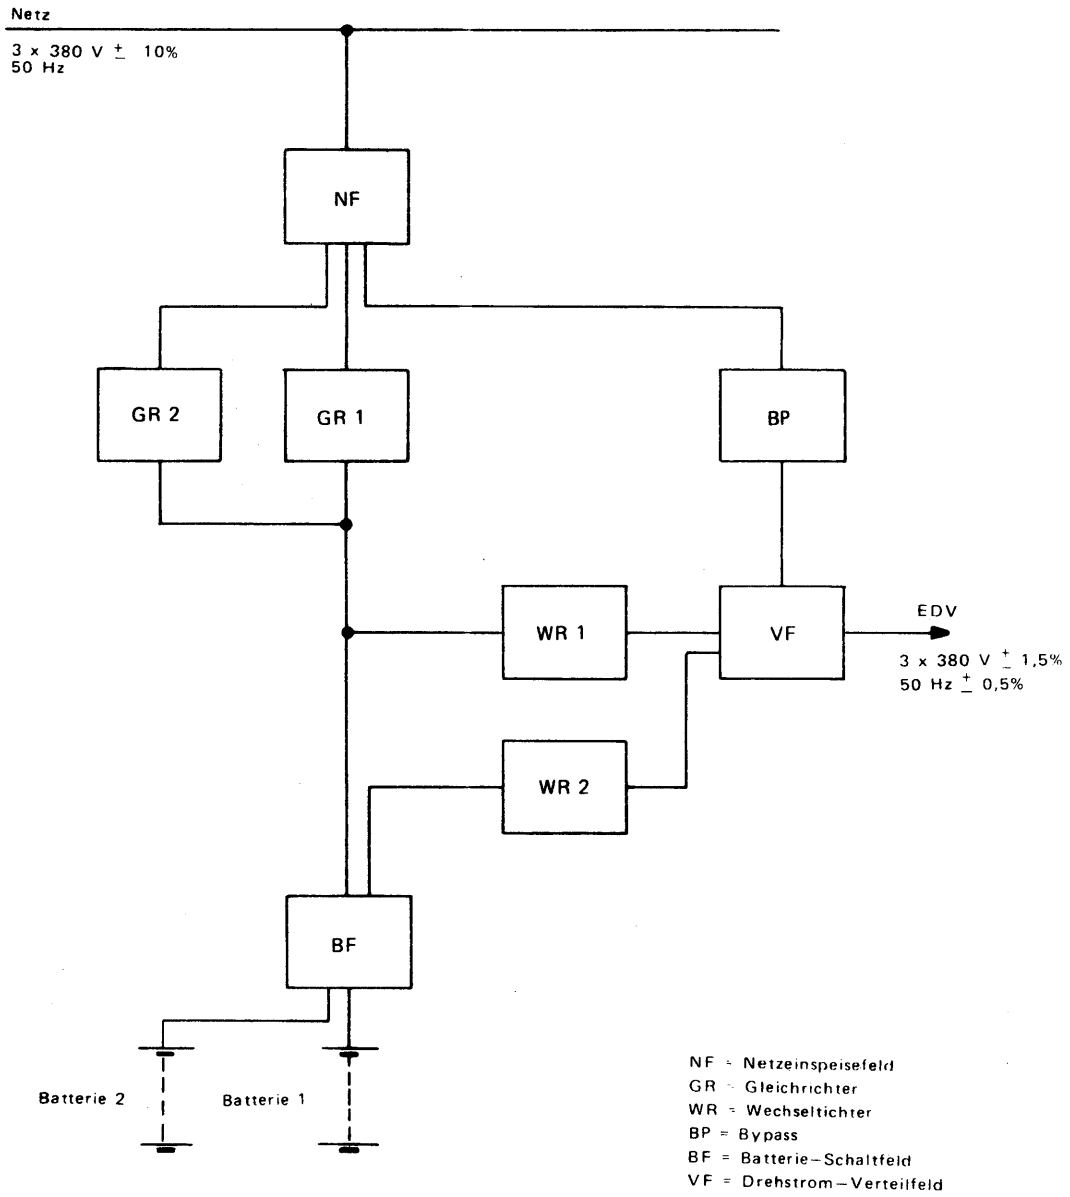 Netz
3 x 380 V ± 10%
50 Hz
NF
GR 2
GR 1
BP
WR 1
VF
EDV
3 x 380 V ± 1,5%
50 Hz ± 0,5%
WR 2
BF
Batterie 2
Batterie 1
NF = Netzeinspeisefeld
GR = Gleichrichter
WR = Wechseltichter
BP = Bypass
BF = Batterie-Schaltfeld
VF = Drehstrom-Verteilfeld